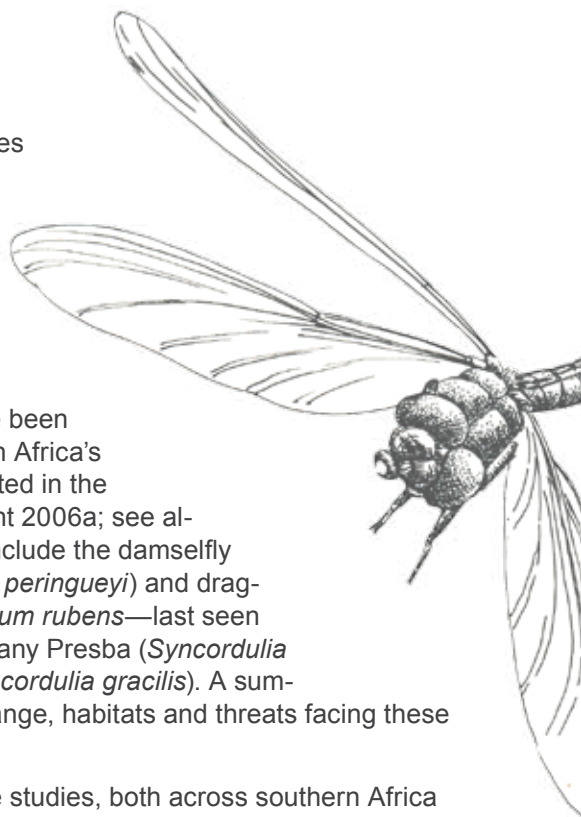 es
been
Africa's
ted in the
nt 2006a; see al-
nclude the damselfly
peringueyi) and drag-
um rubens—last seen
any Presba (Syncordulia
cordulia gracilis). A sum-
ange, habitats and threats facing these
studies, both across southern Africa